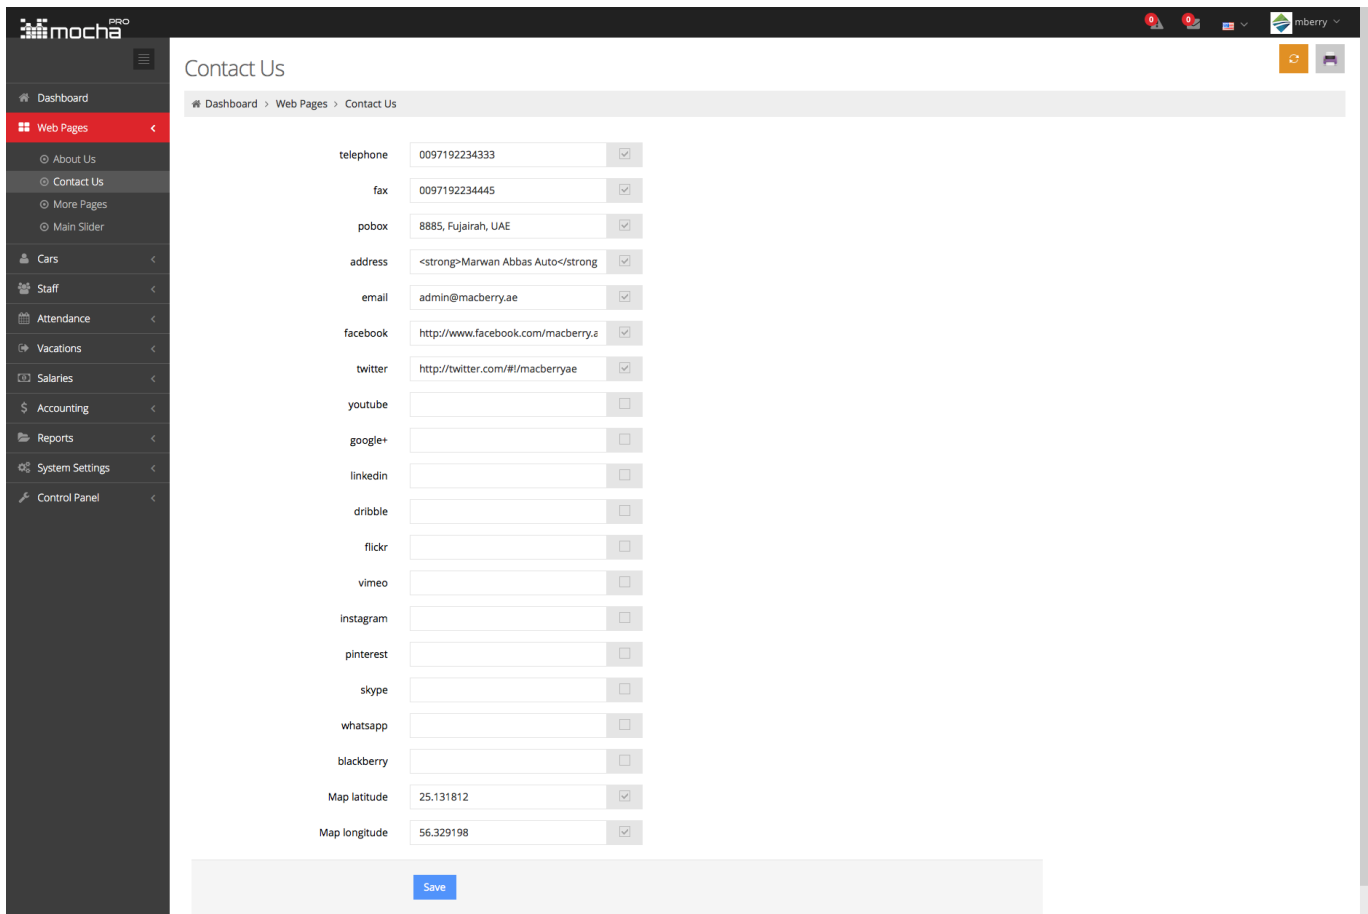 mocha PRO
0
0
mberry
Contact Us
Dashboard > Web Pages > Contact Us
Dashboard
Web Pages
About Us
Contact Us
More Pages
Main Slider
Cars
Staff
Attendance
Vacations
Salaries
Accounting
Reports
System Settings
Control Panel
telephone 0097192234333
fax 0097192234445
pobox 8885, Fujairah, UAE
address <strong>Marwan Abbas Auto</strong
email admin@macberry.ae
facebook http://www.facebook.com/macberry.a
twitter http://twitter.com/#!/macberryae
youtube
google+
linkedin
dribble
flickr
vimeo
instagram
pinterest
skype
whatsapp
blackberry
Map latitude 25.131812
Map longitude 56.329198
Save